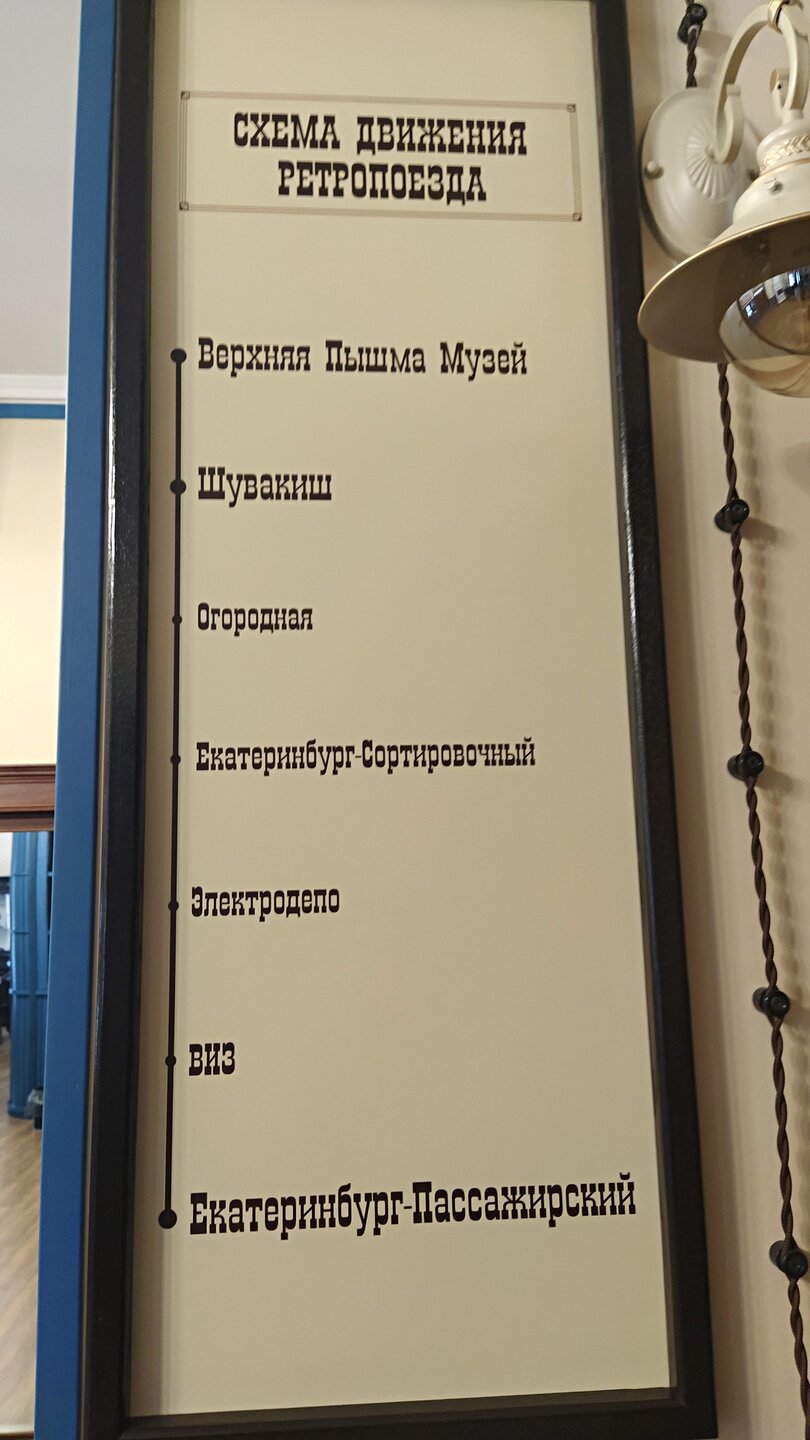 СХЕМА ДВИЖЕНИЯ
РЕТРОПОЕЗДА
Верхняя Пышма Музей
Шувакиш
Огородная
Екатеринбург-Сортировочный
Электродепо
ВИЗ
Екатеринбург-Пассажирский